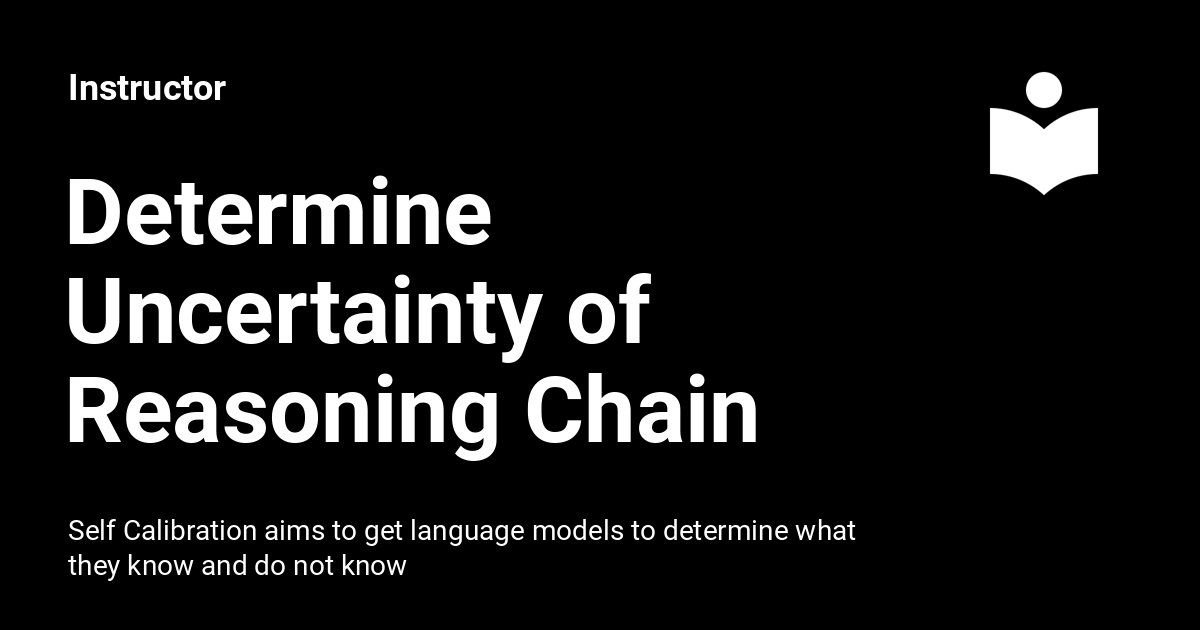 Instructor
Determine
Uncertainty of
Reasoning Chain
Self Calibration aims to get language models to determine what
they know and do not know